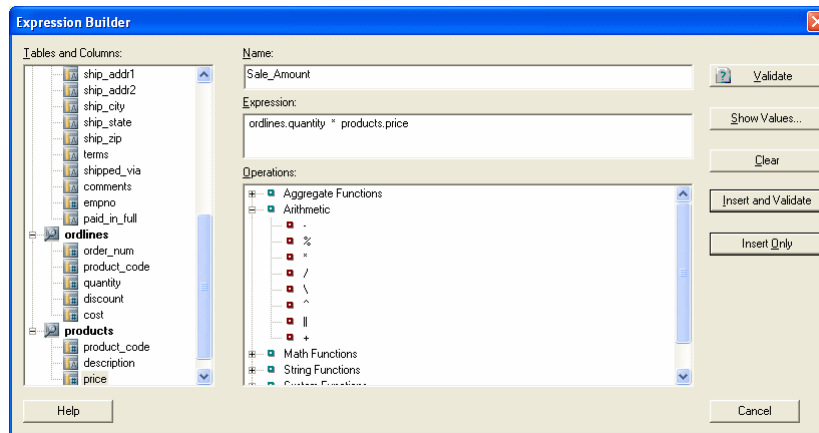 Expression Builder
Tables and Columns:
ship_addr1
ship_addr2
ship_city
ship_state
ship_zip
terms
shipped_via
comments
empno
paid_in_full
ordlines
order_num
product_code
quantity
discount
cost
products
product_code
description
price
Name:
Sale_Amount
Expression:
ordlines.quantity * products.price
Operations:
Aggregate Functions
Arithmetic
-
%
*
/
\
^
||
+
Math Functions
String Functions
System Functions
Validate
Show Values...
Clear
Insert and Validate
Insert Only
Help
Cancel